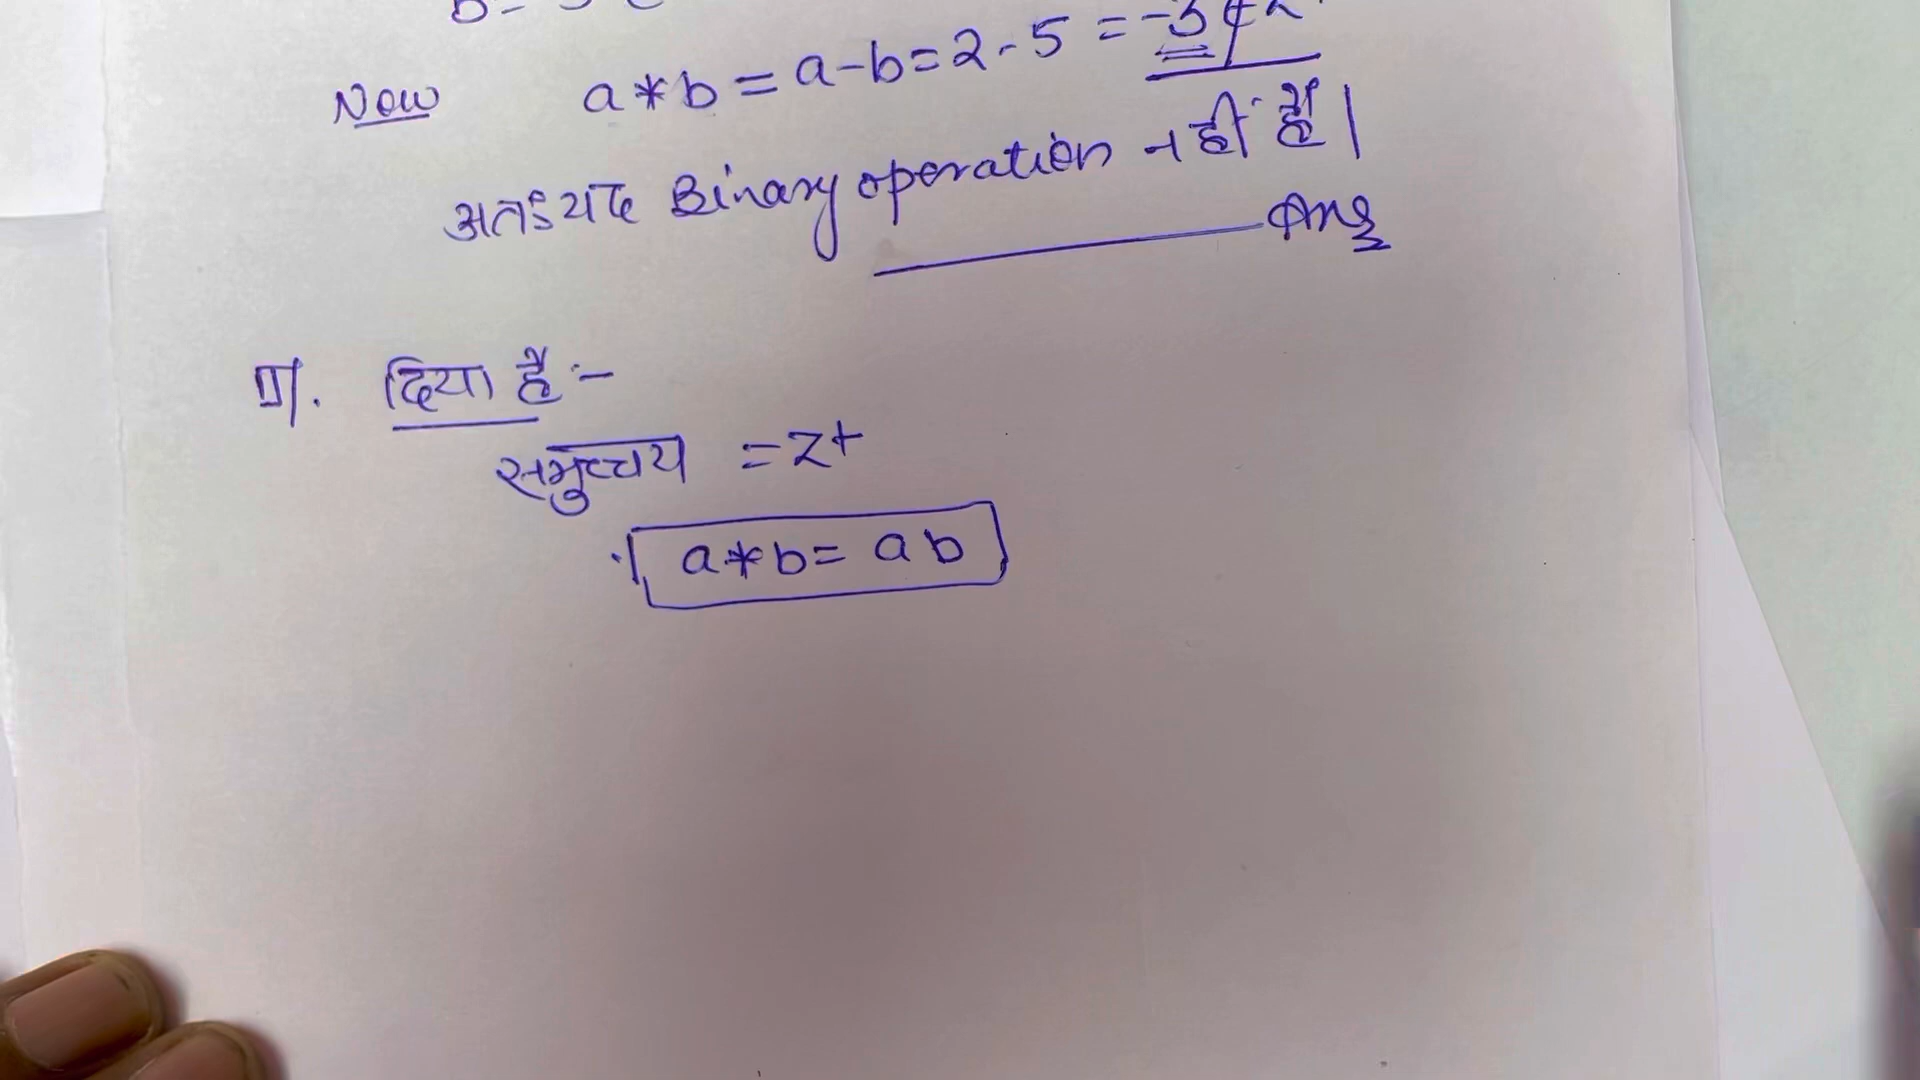 Now a*b = a-b = 2-5 = -3 ∉ Z
अतः यह Binary operation नहीं है।
Ans
II. दिया है :-
समुच्चय = Z+
a*b = ab